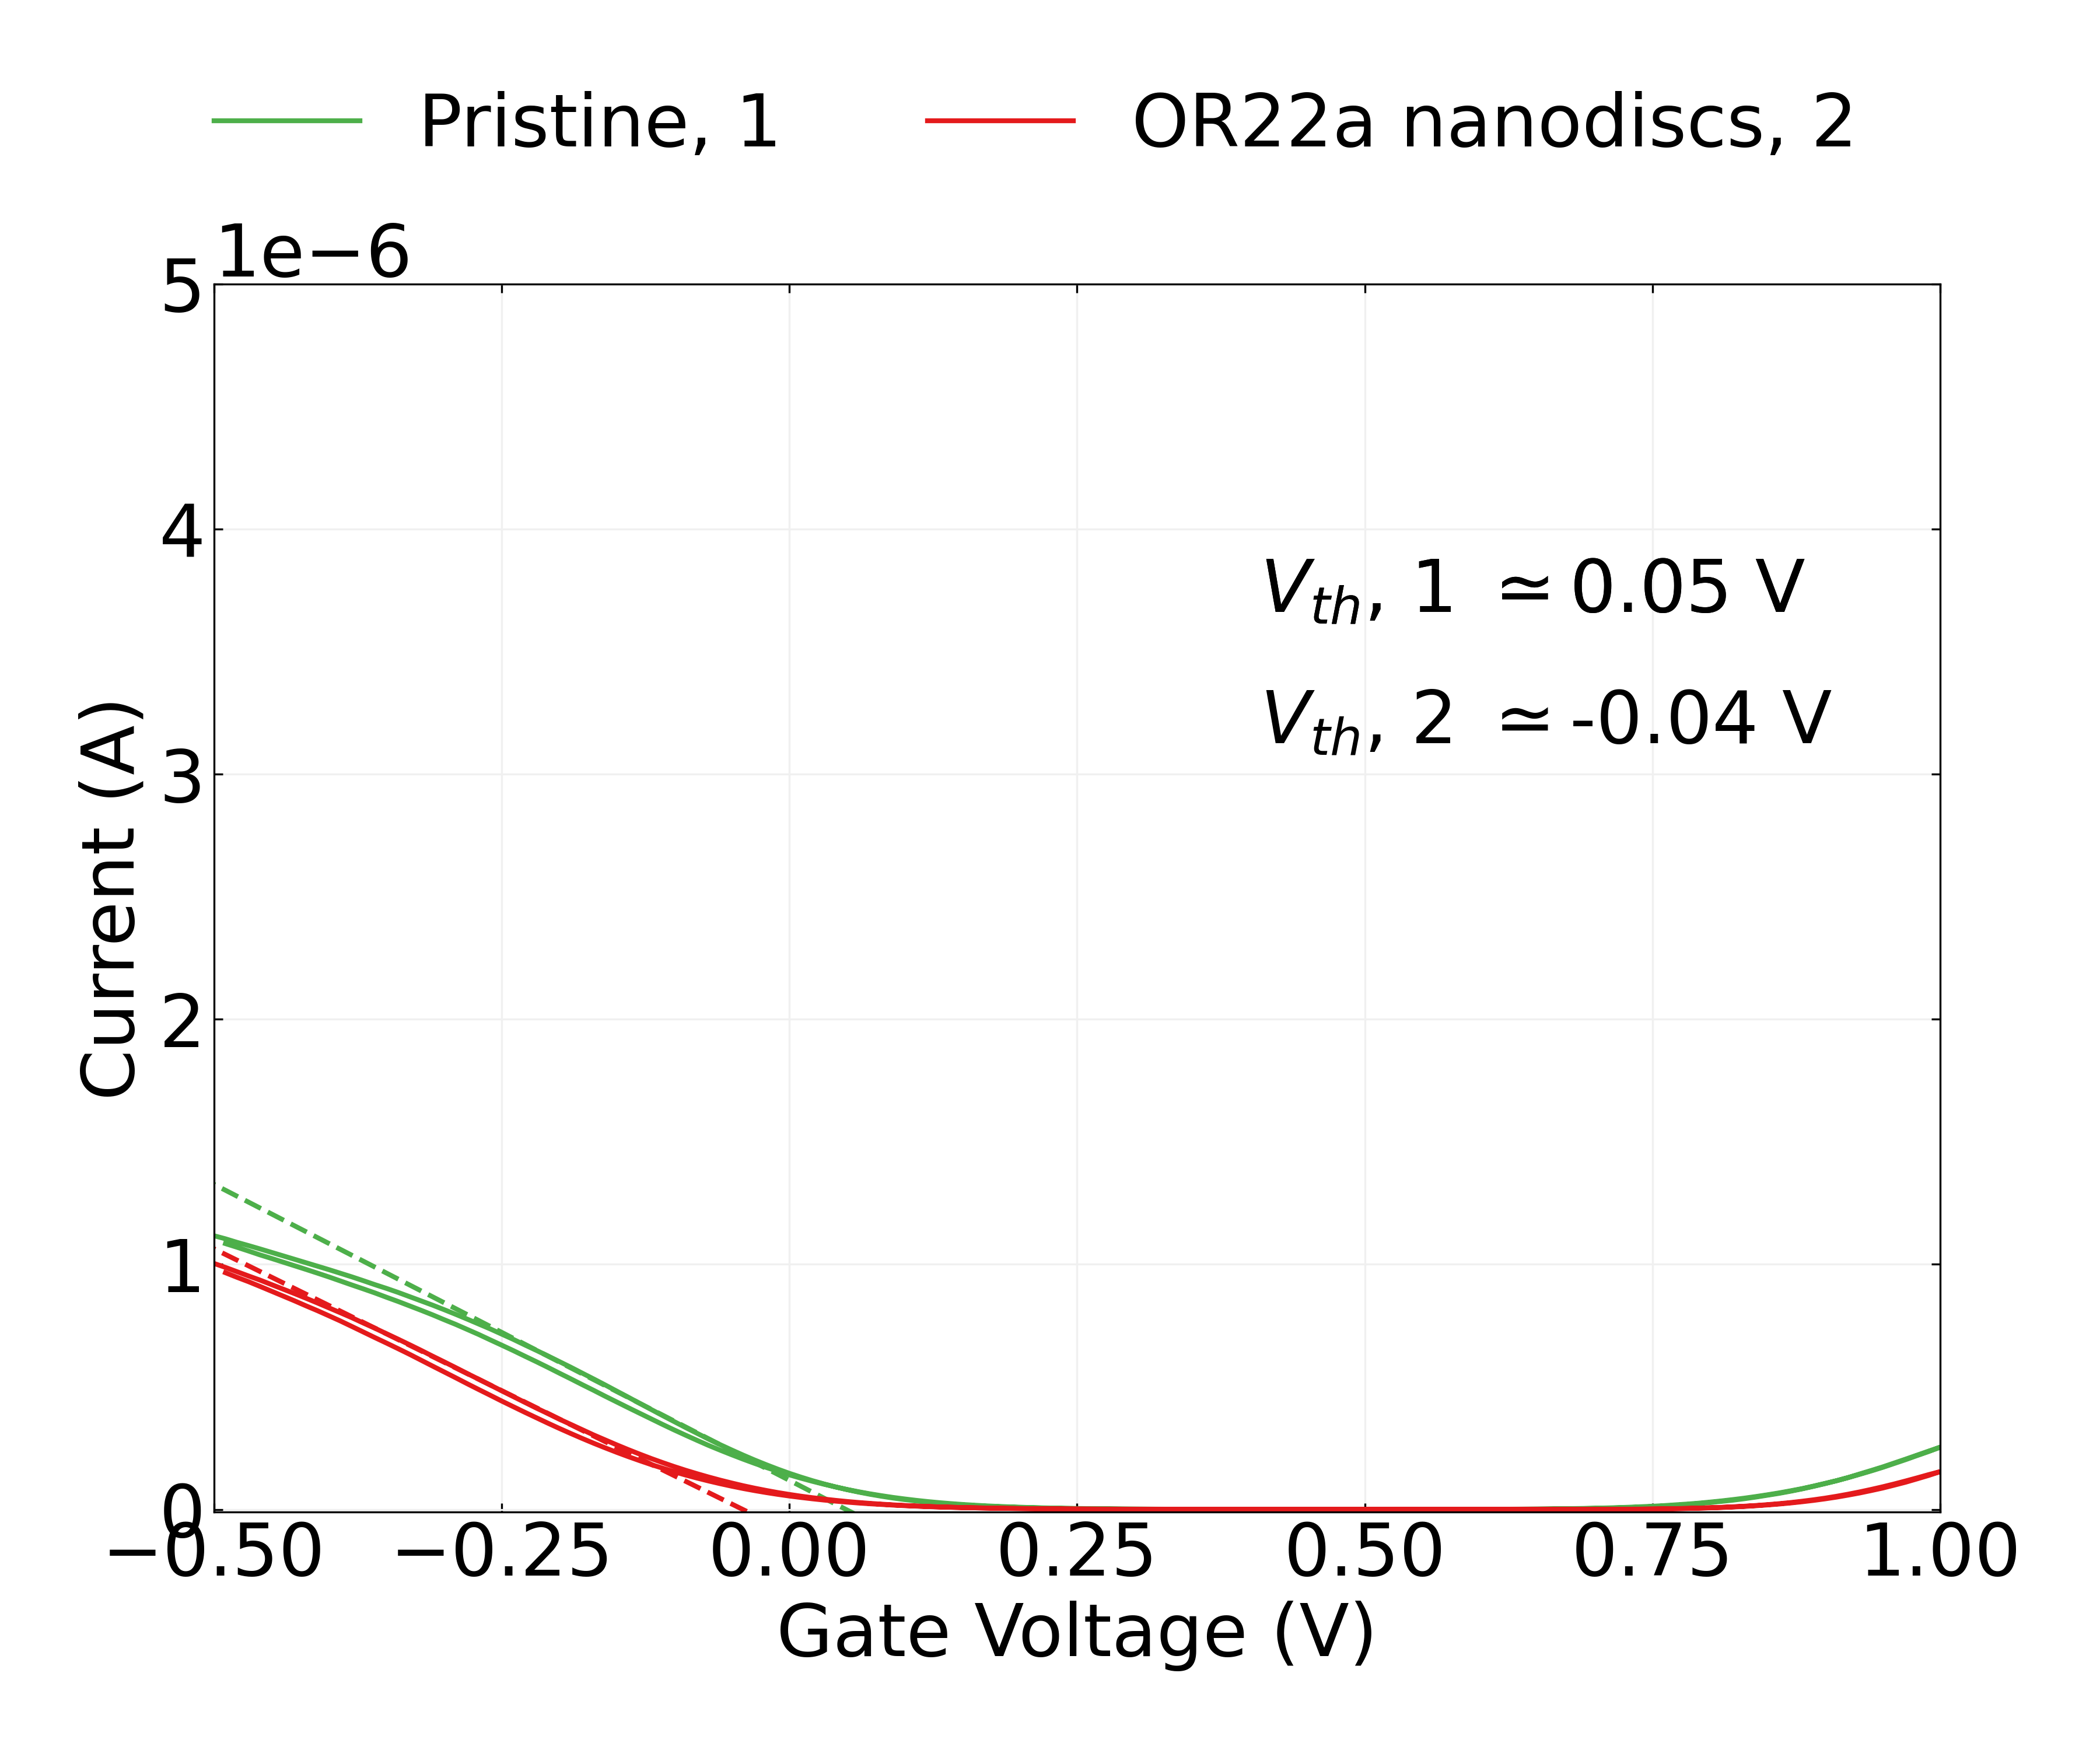 Pristine, 1
OR22a nanodiscs, 2
1e−6
5
4
3
2
1
0
Current (A)
V_th, 1 ≃0.05 V
V_th, 2 ≃-0.04 V
−0.50 −0.25 0.00 0.25 0.50 0.75 1.00
Gate Voltage (V)